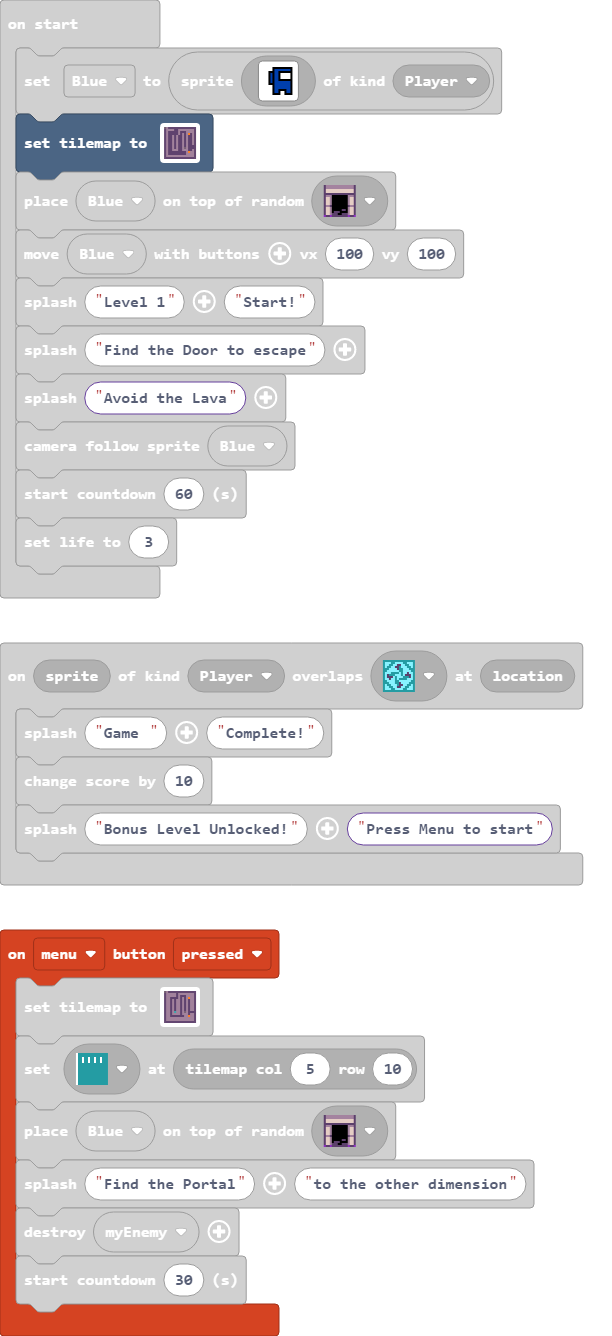 on start
set Blue to sprite of kind Player
set tilemap to
place Blue on top of random
move Blue with buttons vx 100 vy 100
splash "Level 1" "Start!"
splash "Find the Door to escape"
splash "Avoid the Lava"
camera follow sprite Blue
start countdown 60 (s)
set life to 3
on sprite of kind Player overlaps at location
splash "Game " "Complete!"
change score by 10
splash "Bonus Level Unlocked!" "Press Menu to start"
on menu button pressed
set tilemap to
set at tilemap col 5 row 10
place Blue on top of random
splash "Find the Portal" "to the other dimension"
destroy myEnemy
start countdown 30 (s)